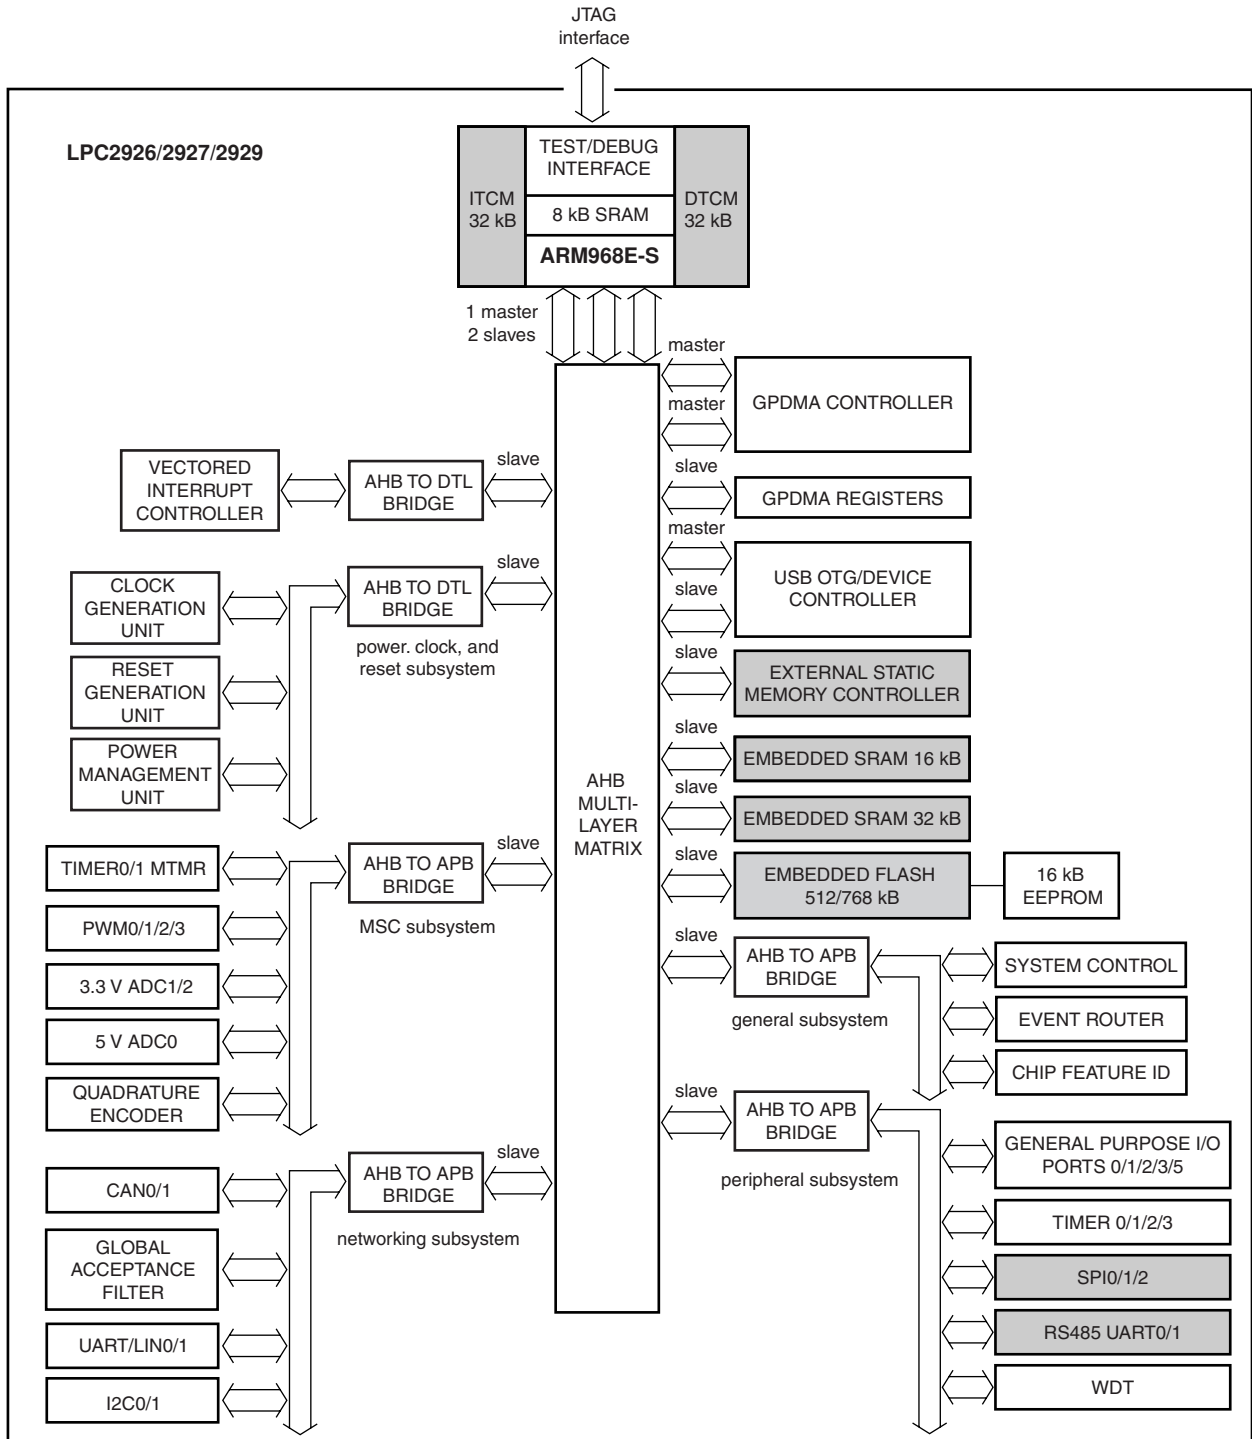 JTAG
interface
LPC2926/2927/2929
ITCM
32 kB
TEST/DEBUG
INTERFACE
8 kB SRAM
ARM968E-S
DTCM
32 kB
1 master
2 slaves
master
GPDMA CONTROLLER
master
slave
GPDMA REGISTERS
master
USB OTG/DEVICE
CONTROLLER
slave
slave
EXTERNAL STATIC
MEMORY CONTROLLER
slave
EMBEDDED SRAM 16 kB
slave
EMBEDDED SRAM 32 kB
slave
EMBEDDED FLASH
512/768 kB
16 kB
EEPROM
slave
AHB TO APB
BRIDGE
general subsystem
SYSTEM CONTROL
EVENT ROUTER
CHIP FEATURE ID
slave
AHB TO APB
BRIDGE
peripheral subsystem
GENERAL PURPOSE I/O
PORTS 0/1/2/3/5
TIMER 0/1/2/3
SPI0/1/2
RS485 UART0/1
WDT
AHB
MULTI-
LAYER
MATRIX
VECTORED
INTERRUPT
CONTROLLER
AHB TO DTL
BRIDGE
slave
CLOCK
GENERATION
UNIT
AHB TO DTL
BRIDGE
slave
power. clock, and
reset subsystem
RESET
GENERATION
UNIT
POWER
MANAGEMENT
UNIT
TIMER0/1 MTMR
AHB TO APB
BRIDGE
slave
MSC subsystem
PWM0/1/2/3
3.3 V ADC1/2
5 V ADC0
QUADRATURE
ENCODER
CAN0/1
AHB TO APB
BRIDGE
slave
networking subsystem
GLOBAL
ACCEPTANCE
FILTER
UART/LIN0/1
I2C0/1